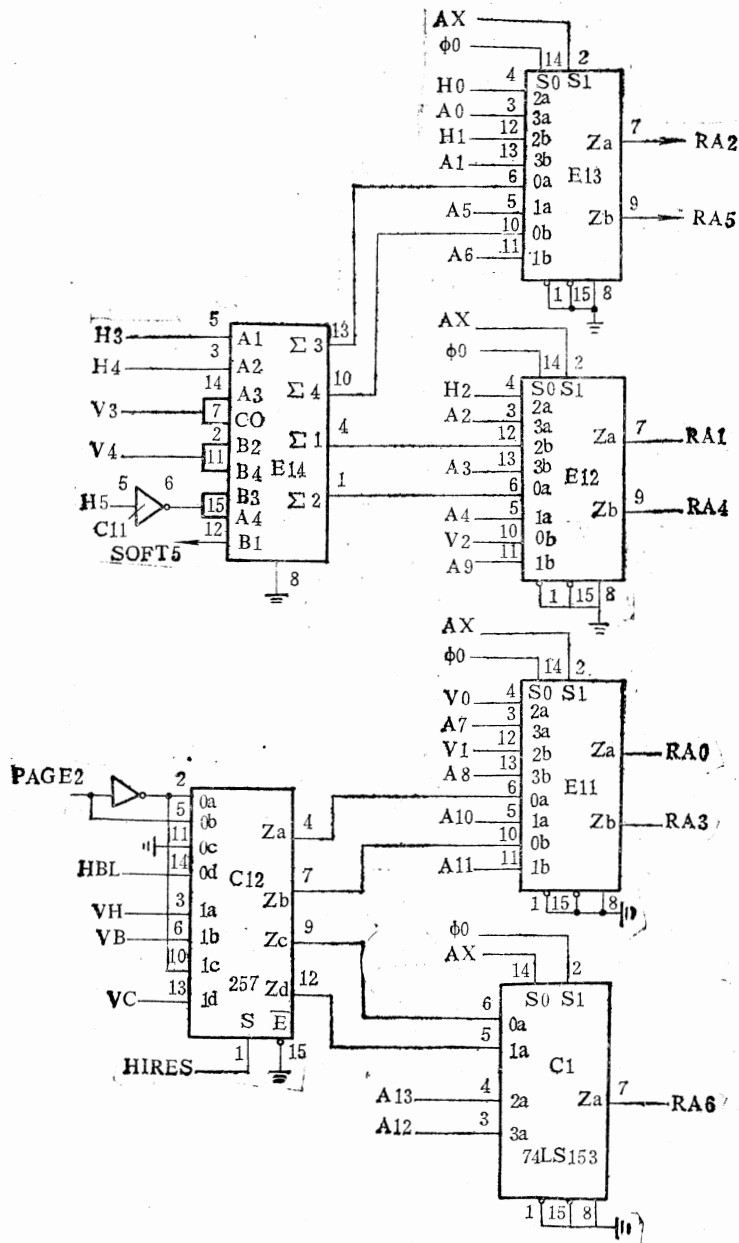 AX
ϕ0
14 2
S0 S1
H0 4 2a
A0 3 3a
H1 12 2b
A1 13 3b
6 0a
A5 5 1a
10 0b
A6 11 1b
E13
Za 7 RA2
Zb 9 RA5
1 15 8
H3 5 A1
H4 3 A2
14 A3
V3 7 CO
2 B2
V4 11 B4
H5 5 6 B3
15 A4
C11
SOFT5 12 B1
E14
Σ3 13
Σ4 10
Σ1 4
Σ2 1
8
AX
ϕ0
14 2
S0 S1
H2 4 2a
A2 3 3a
12 2b
A3 13 3b
6 0a
A4 5 1a
V2 10 0b
A9 11 1b
E12
Za 7 RA1
Zb 9 RA4
1 15 8
AX
ϕ0
14 2
S0 S1
V0 4 2a
A7 3 3a
V1 12 2b
A8 13 3b
6 0a
A10 5 1a
10 0b
A11 11 1b
E11
Za RA0
Zb RA3
1 15 8
PAGE2
2 0a
5 0b
11 0c
HBL 14 0d
VH 3 1a
VB 6 1b
10 1c
VC 13 1d
C12
257
Za 4
Zb 7
Zc 9
Zd 12
S E̅
HIRES 1 15
ϕ0
AX
14 2
S0 S1
6 0a
5 1a
A13 4 2a
A12 3 3a
C1
Za 7 RA6
74LS153
1 15 8